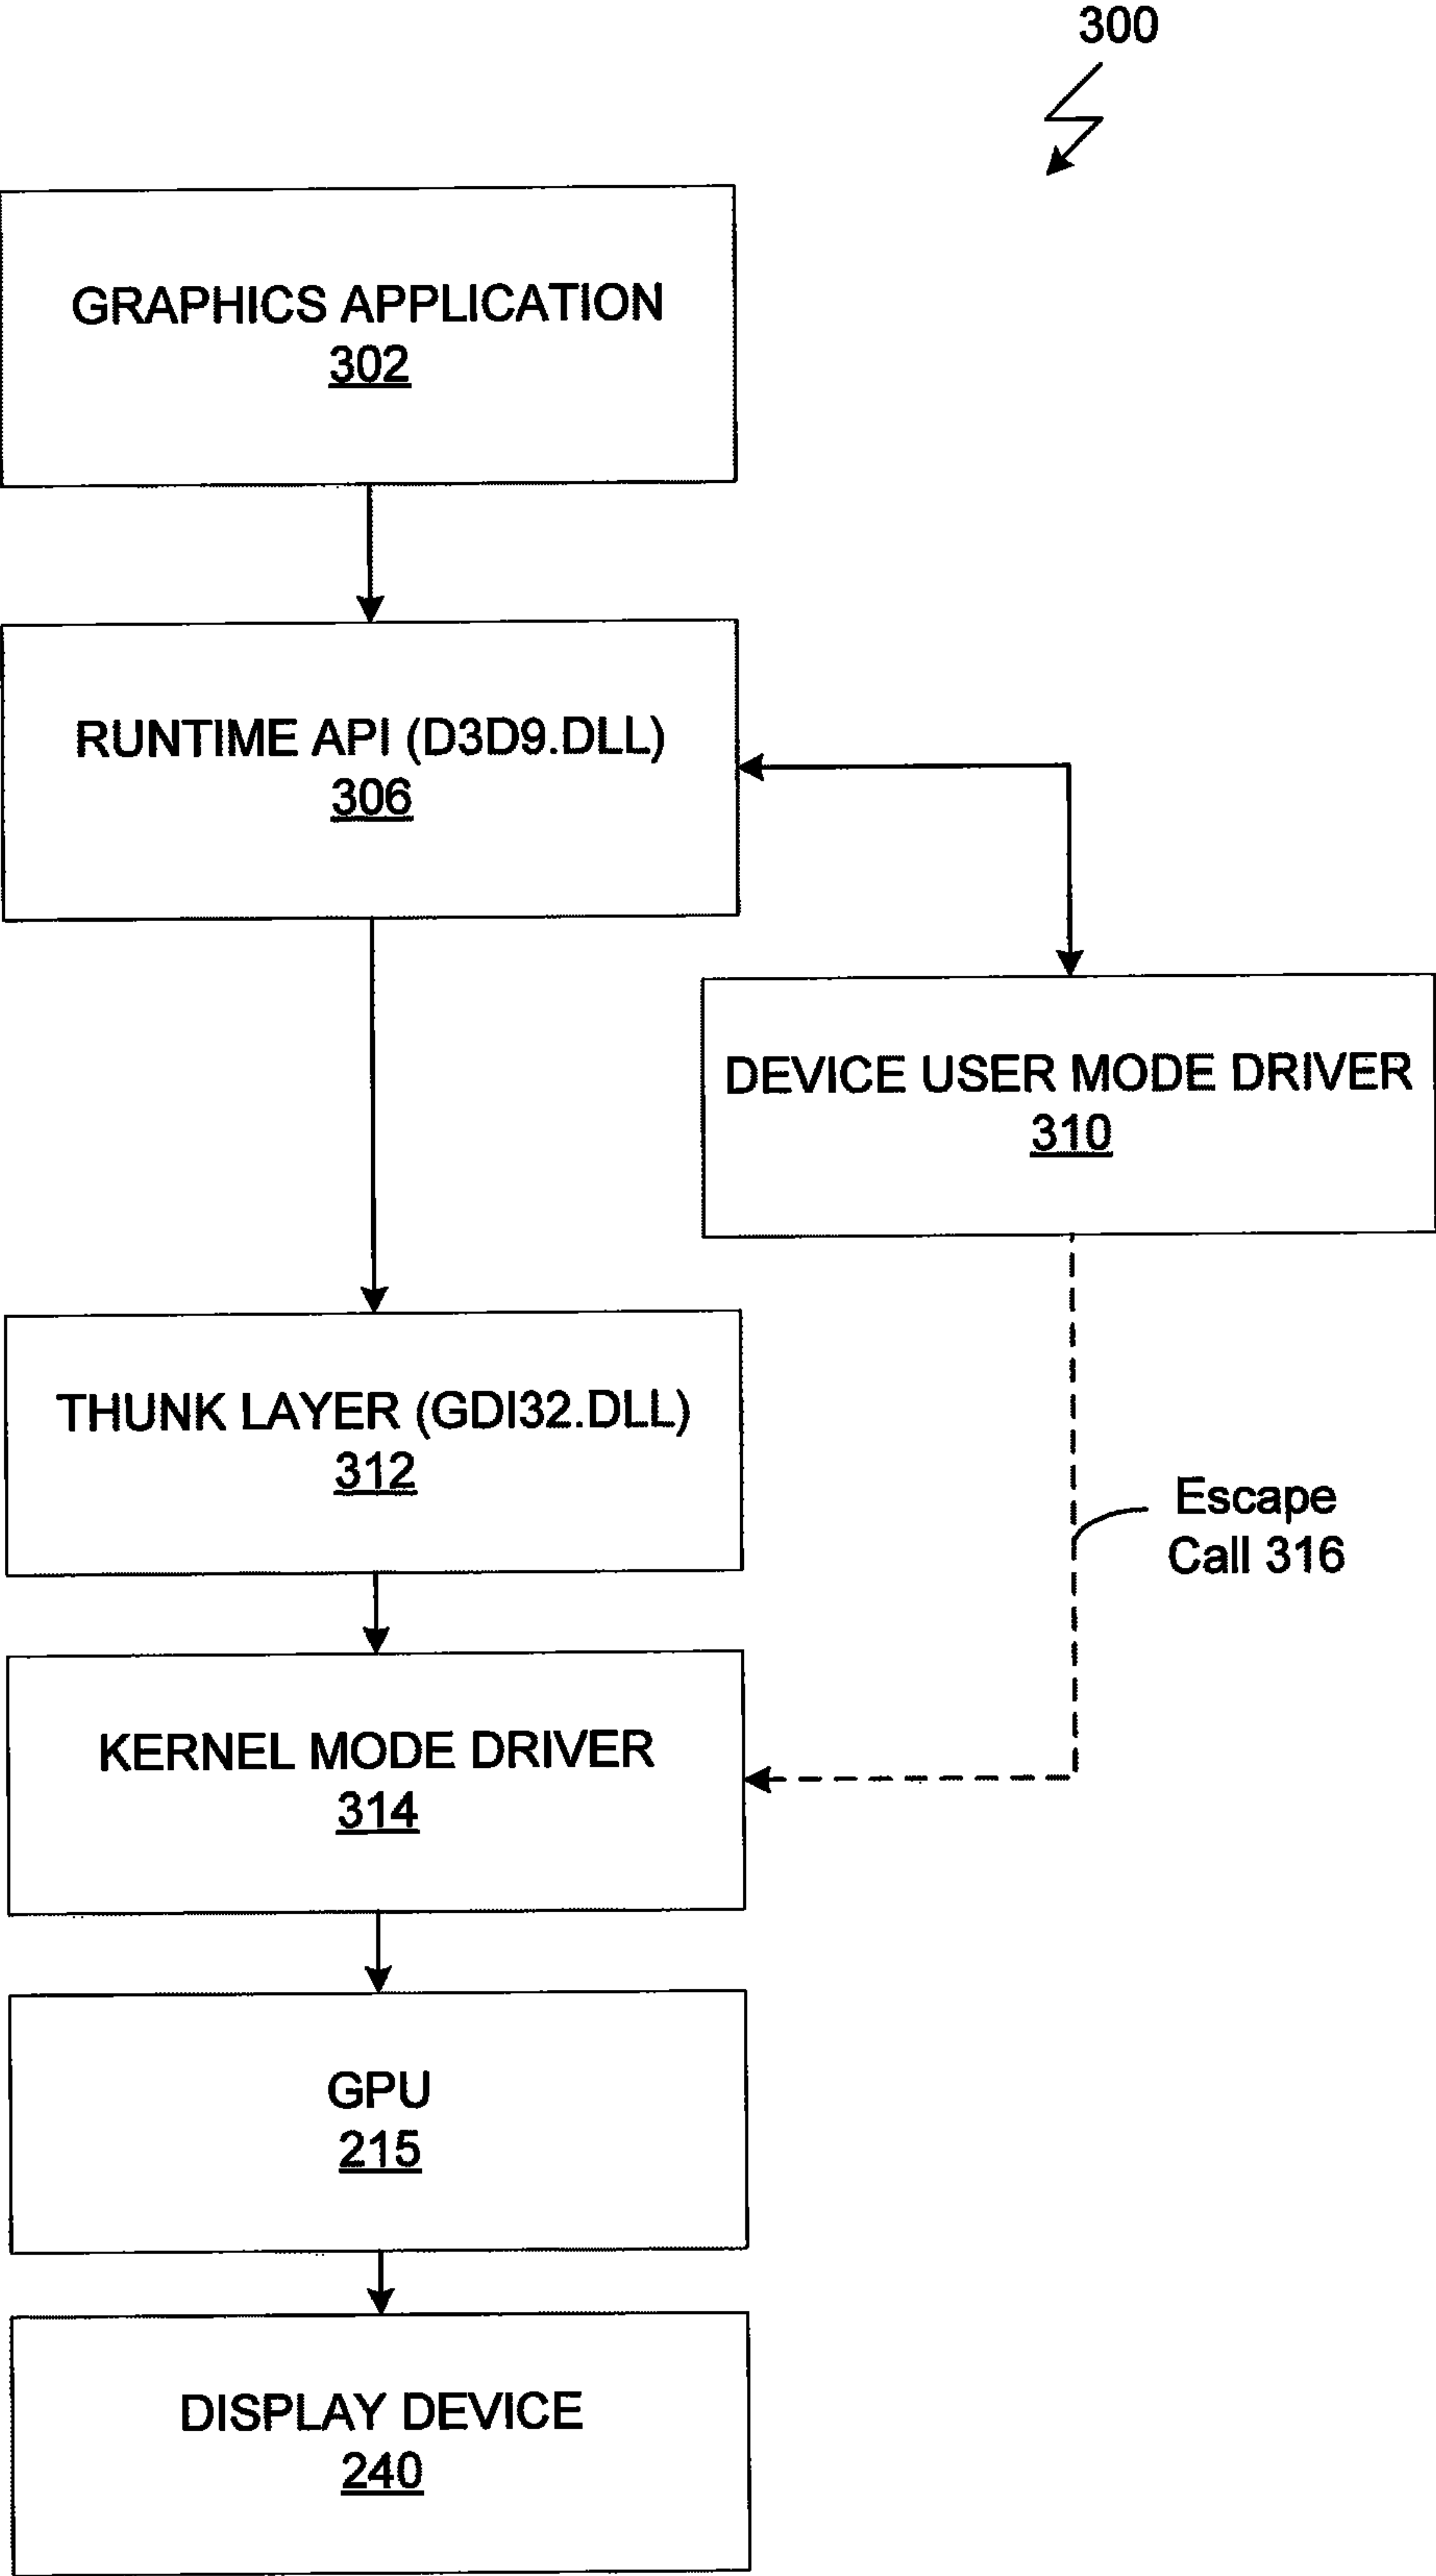 300
GRAPHICS APPLICATION
302
RUNTIME API (D3D9.DLL)
306
DEVICE USER MODE DRIVER
310
THUNK LAYER (GDI32.DLL)
312
Escape
Call 316
KERNEL MODE DRIVER
314
GPU
215
DISPLAY DEVICE
240